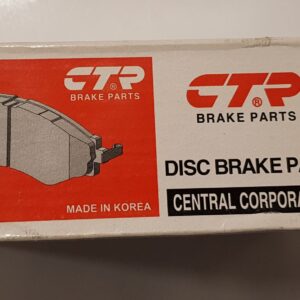 CTR®
BRAKE PARTS
MADE IN KOREA
CTR®
BRAKE PARTS
DISC BRAKE PA
CENTRAL CORPORA